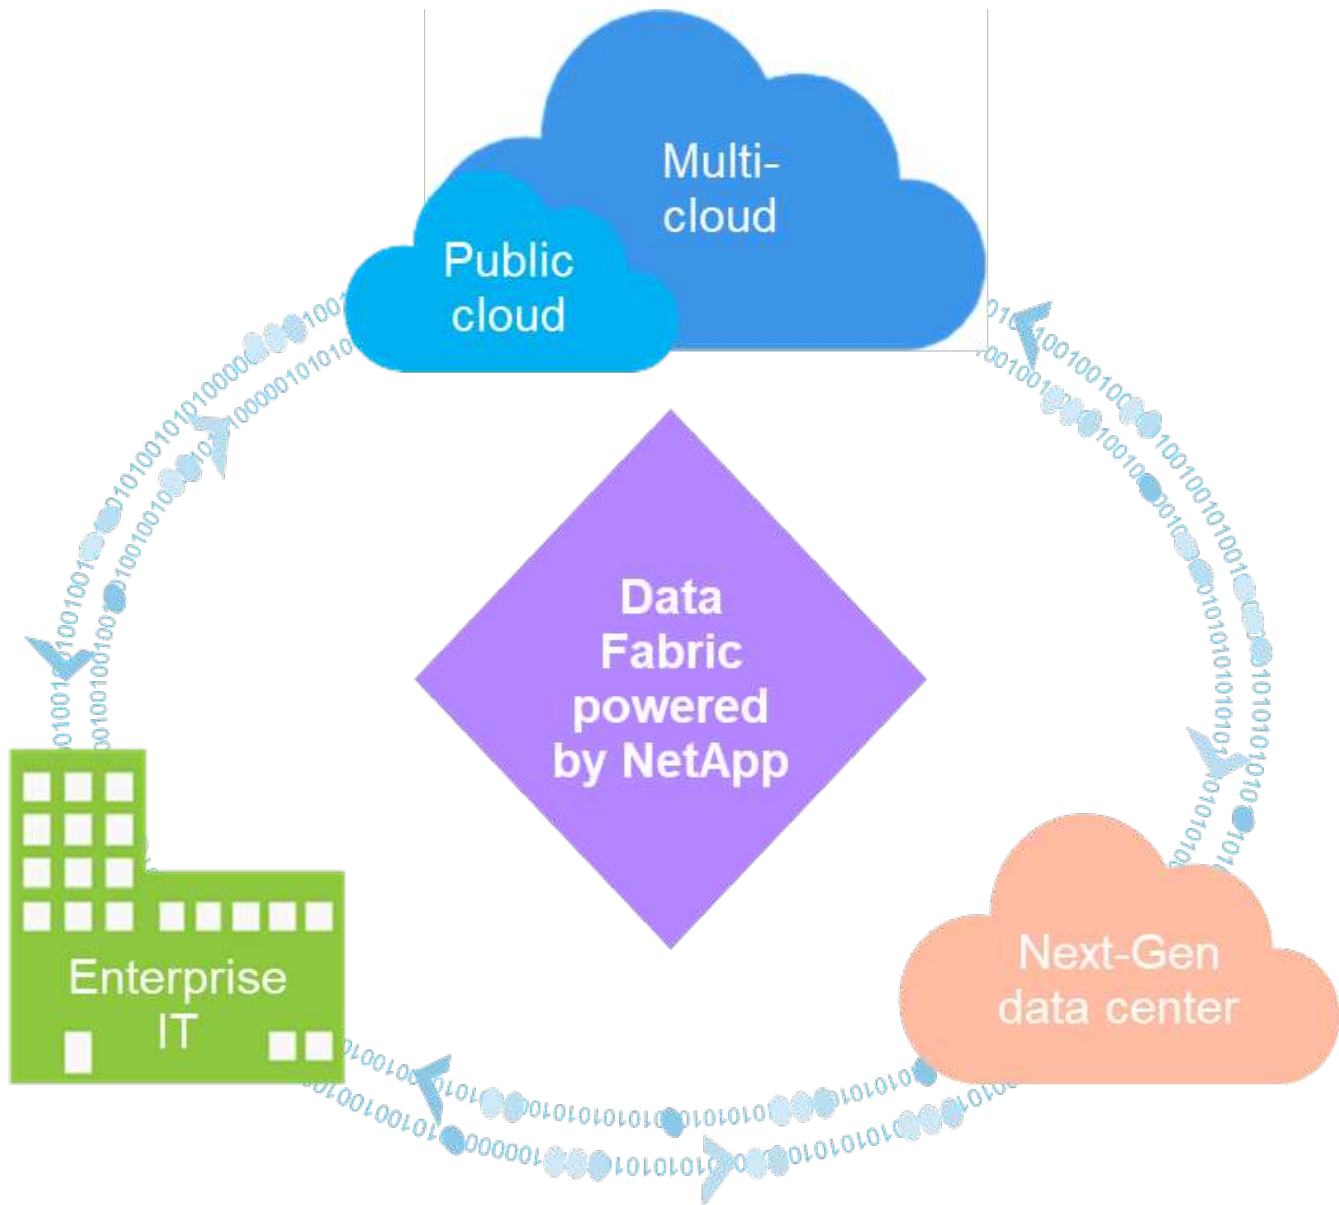 Multi-
cloud
Public
cloud
Data
Fabric
powered
by NetApp
Enterprise
IT
Next-Gen
data center